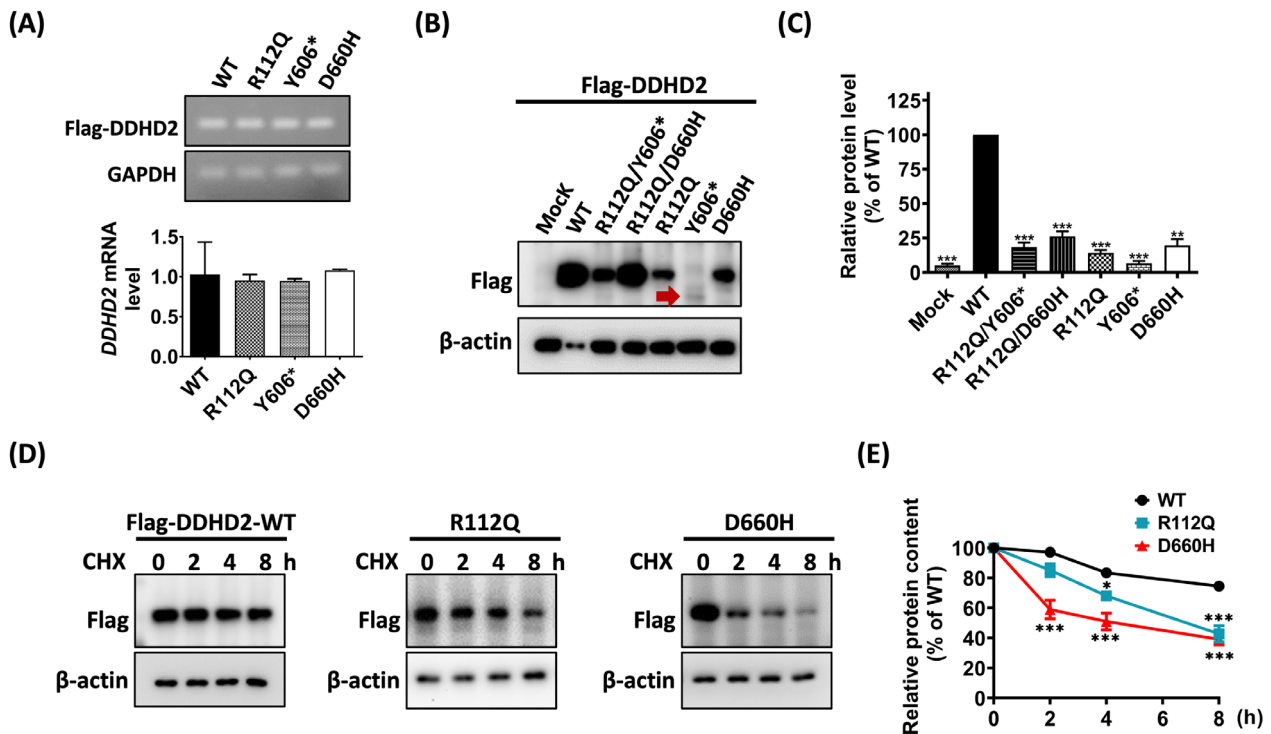 (A)
WT
R112Q
Y606*
D660H
Flag-DDHD2
GAPDH
DDHD2 mRNA
level
1.5
1.0
0.5
0.0
WT
R112Q
Y606*
D660H
(B)
Flag-DDHD2
MocK
WT
R112Q/Y606*
R112Q/D660H
R112Q
Y606*
D660H
Flag
β-actin
(C)
Ralative protein level
(% of WT)
125
100
75
50
25
0
***
***
***
***
***
**
Mock
WT
R112Q/Y606*
R112Q/D660H
R112Q
Y606*
D660H
(D)
Flag-DDHD2-WT
CHX 0 2 4 8 h
Flag
β-actin
R112Q
CHX 0 2 4 8 h
Flag
β-actin
D660H
CHX 0 2 4 8 h
Flag
β-actin
(E)
WT
R112Q
D660H
Relative protein content
(% of WT)
100
80
60
40
20
0
*
***
***
***
***
0 2 4 6 8 (h)